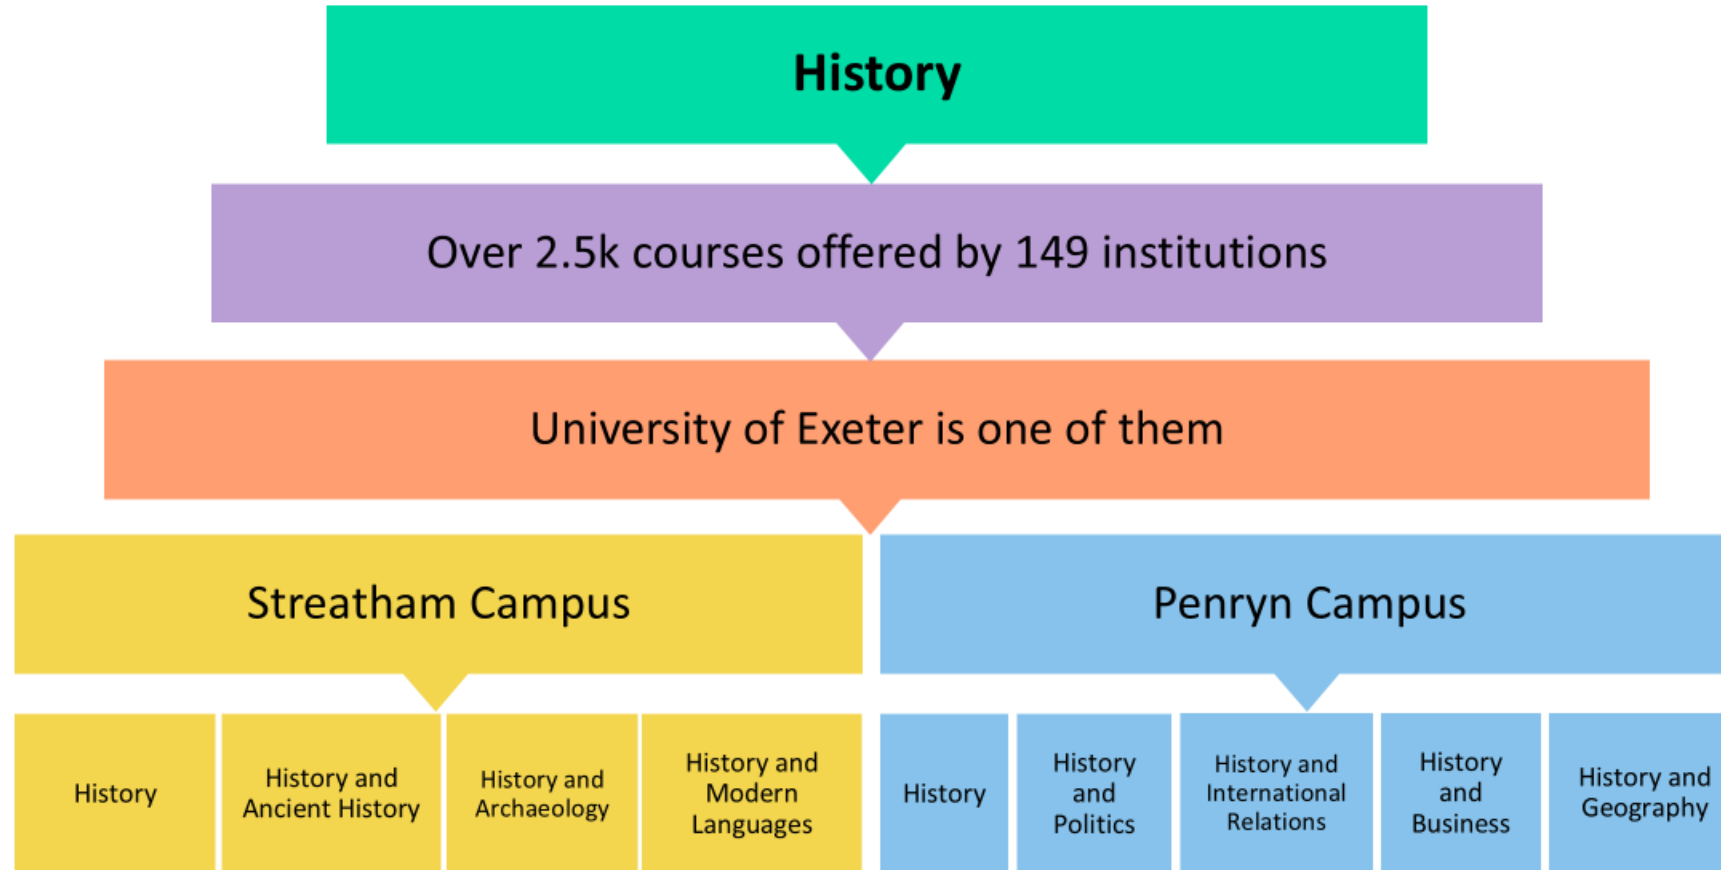 History
Over 2.5k courses offered by 149 institutions
University of Exeter is one of them
Streatham Campus
Penryn Campus
History
History and
Ancient History
History and
Archaeology
History and
Modern
Languages
History
History
and
Politics
History and
International
Relations
History
and
Business
History and
Geography